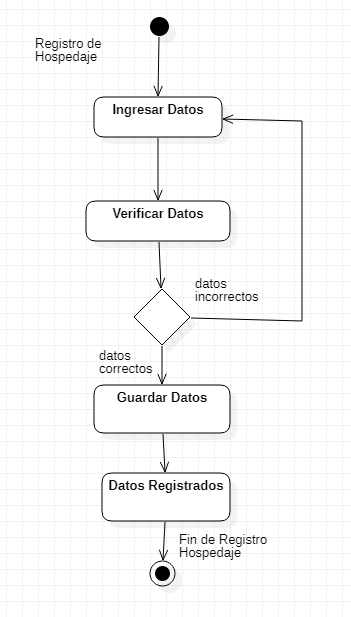 Registro de
Hospedaje
Ingresar Datos
Verificar Datos
datos
incorrectos
datos
correctos
Guardar Datos
Datos Registrados
Fin de Registro
Hospedaje